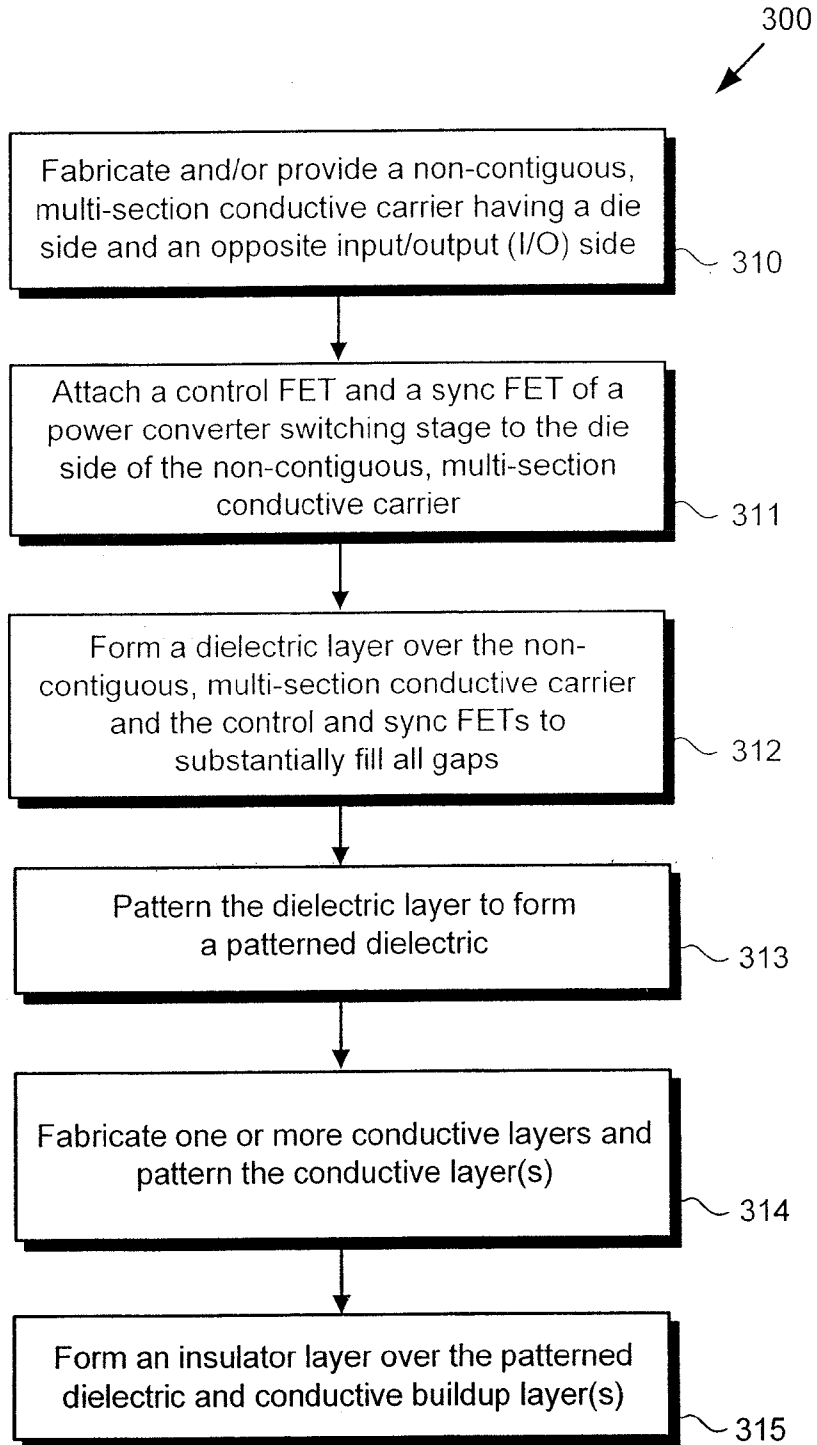 300
Fabricate and/or provide a non-contiguous,
multi-section conductive carrier having a die
side and an opposite input/output (I/O) side
310
Attach a control FET and a sync FET of a
power converter switching stage to the die
side of the non-contiguous, multi-section
conductive carrier
311
Form a dielectric layer over the non-
contiguous, multi-section conductive carrier
and the control and sync FETs to
substantially fill all gaps
312
Pattern the dielectric layer to form
a patterned dielectric
313
Fabricate one or more conductive layers and
pattern the conductive layer(s)
314
Form an insulator layer over the patterned
dielectric and conductive buildup layer(s)
315